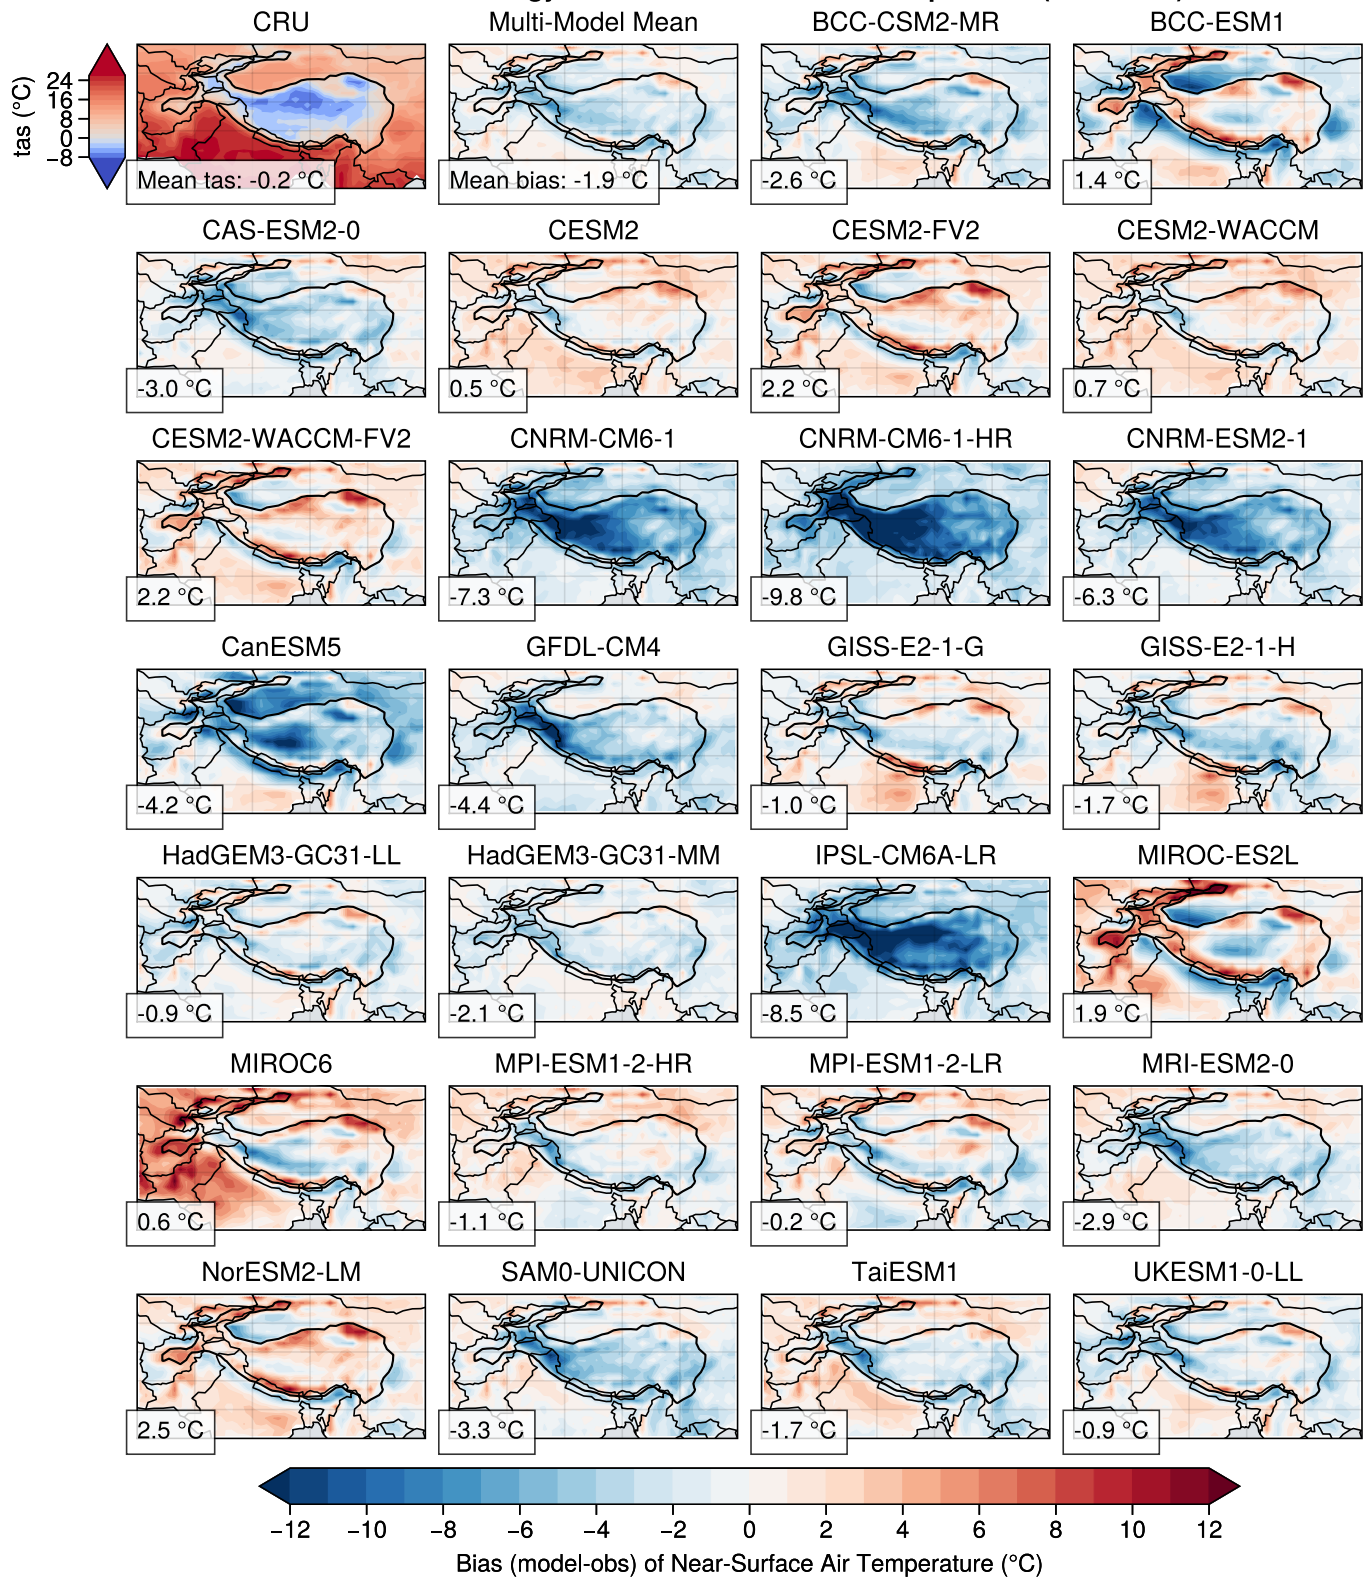 CRU
Multi-Model Mean
BCC-CSM2-MR
BCC-ESM1
tas (°C)
24
16
8
0
−8
Mean tas: -0.2 °C
Mean bias: -1.9 °C
-2.6 °C
1.4 °C
CAS-ESM2-0
CESM2
CESM2-FV2
CESM2-WACCM
-3.0 °C
0.5 °C
2.2 °C
0.7 °C
CESM2-WACCM-FV2
CNRM-CM6-1
CNRM-CM6-1-HR
CNRM-ESM2-1
2.2 °C
-7.3 °C
-9.8 °C
-6.3 °C
CanESM5
GFDL-CM4
GISS-E2-1-G
GISS-E2-1-H
-4.2 °C
-4.4 °C
-1.0 °C
-1.7 °C
HadGEM3-GC31-LL
HadGEM3-GC31-MM
IPSL-CM6A-LR
MIROC-ES2L
-0.9 °C
-2.1 °C
-8.5 °C
1.9 °C
MIROC6
MPI-ESM1-2-HR
MPI-ESM1-2-LR
MRI-ESM2-0
0.6 °C
-1.1 °C
-0.2 °C
-2.9 °C
NorESM2-LM
SAM0-UNICON
TaiESM1
UKESM1-0-LL
2.5 °C
-3.3 °C
-1.7 °C
-0.9 °C
−12 −10 −8 −6 −4 −2 0 2 4 6 8 10 12
Bias (model-obs) of Near-Surface Air Temperature (°C)